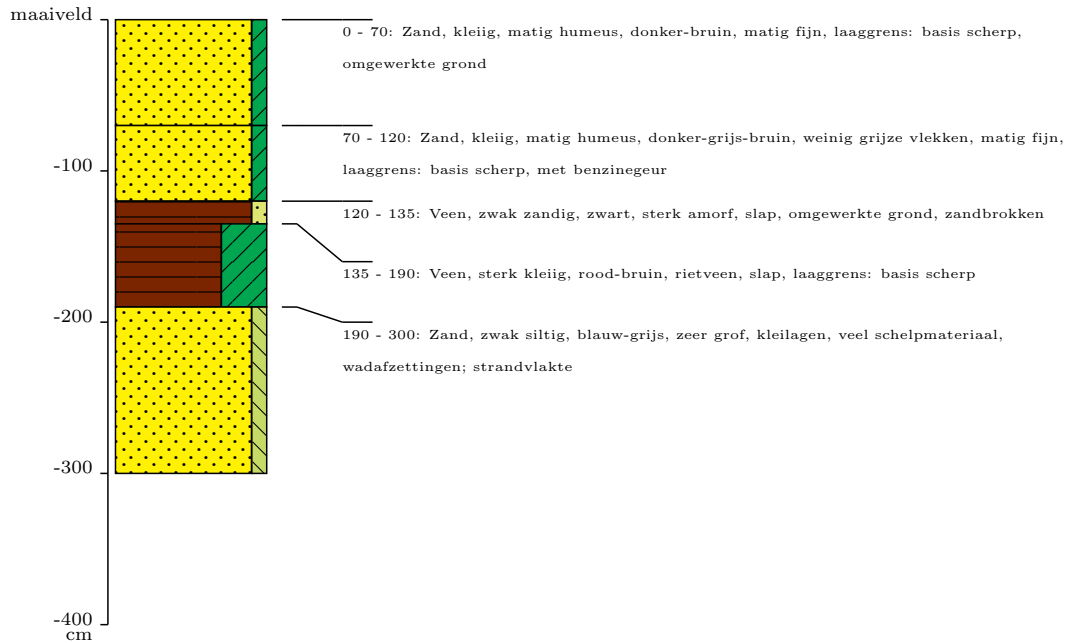 maaiveld
0 - 70: Zand, kleiig, matig humeus, donker-bruin, matig fijn, laaggrens: basis scherp,
omgewerkte grond
70 - 120: Zand, kleiig, matig humeus, donker-grijs-bruin, weinig grijze vlekken, matig fijn,
laaggrens: basis scherp, met benzinegeur
-100
120 - 135: Veen, zwak zandig, zwart, sterk amorf, slap, omgewerkte grond, zandbrokken
135 - 190: Veen, sterk kleiig, rood-bruin, rietveen, slap, laaggrens: basis scherp
-200
190 - 300: Zand, zwak siltig, blauw-grijs, zeer grof, kleilagen, veel schelpmateriaal,
wadafzettingen; strandvlakte
-300
-400
cm